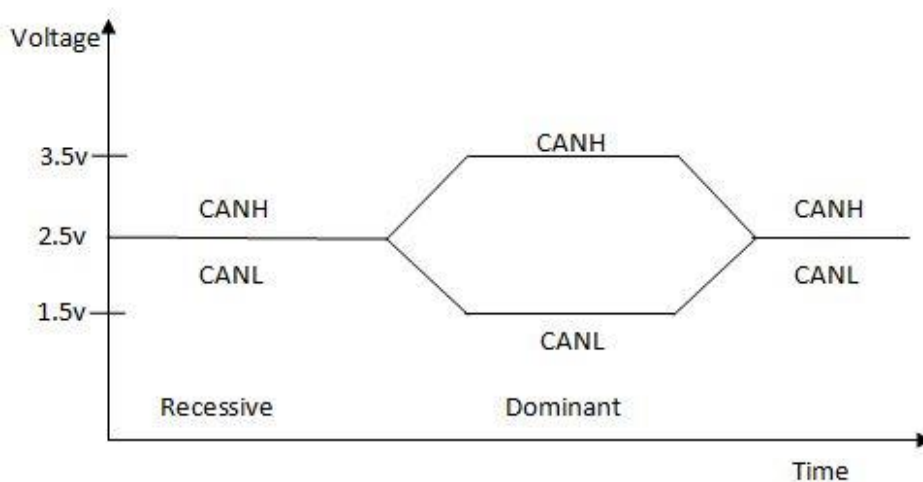 Voltage
3.5v
CANH
CANH
CANH
2.5v
CANL
CANL
1.5v
CANL
Recessive
Dominant
Time